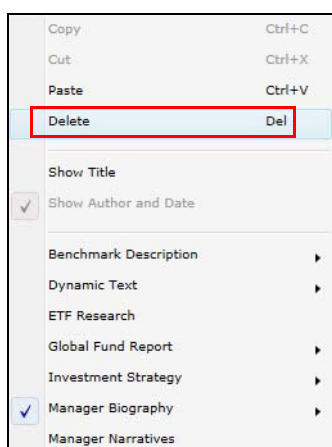 Copy Ctrl+C
Cut Ctrl+X
Paste Ctrl+V
Delete Del
Show Title
Show Author and Date
Benchmark Description
Dynamic Text
ETF Research
Global Fund Report
Investment Strategy
Manager Biography
Manager Narratives